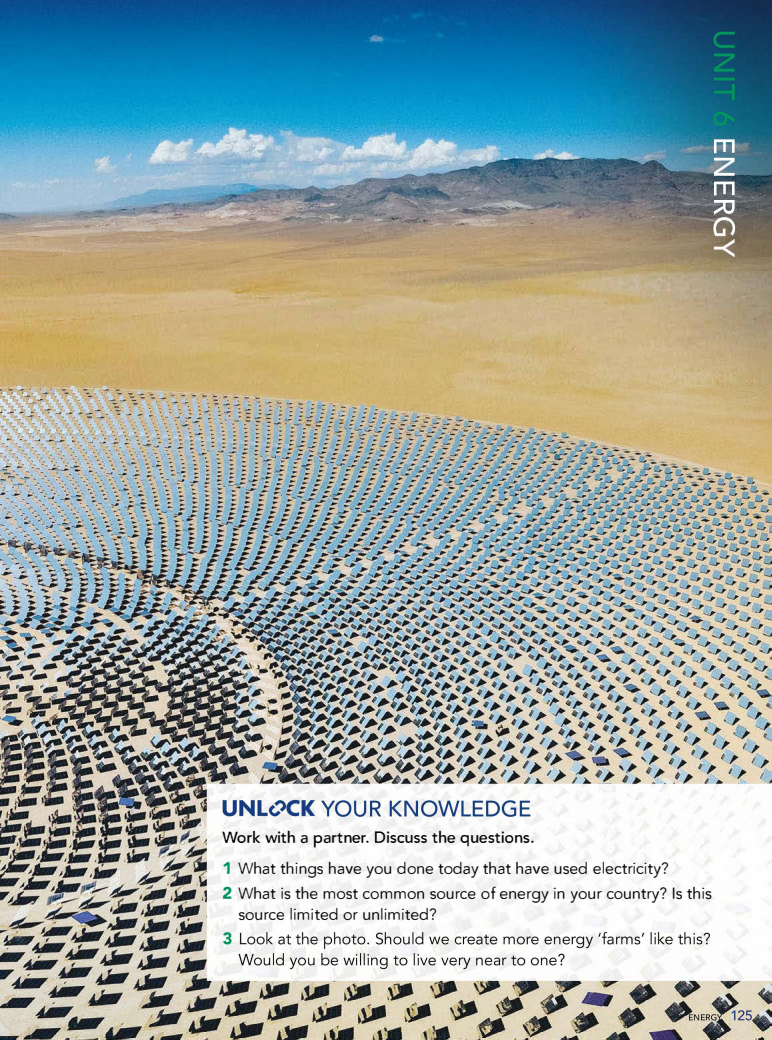 UNIT 6 ENERGY
UNLOCK YOUR KNOWLEDGE
Work with a partner. Discuss the questions.
1 What things have you done today that have used electricity?
2 What is the most common source of energy in your country? Is this
source limited or unlimited?
3 Look at the photo. Should we create more energy ‘farms’ like this?
Would you be willing to live very near to one?
ENERGY 125